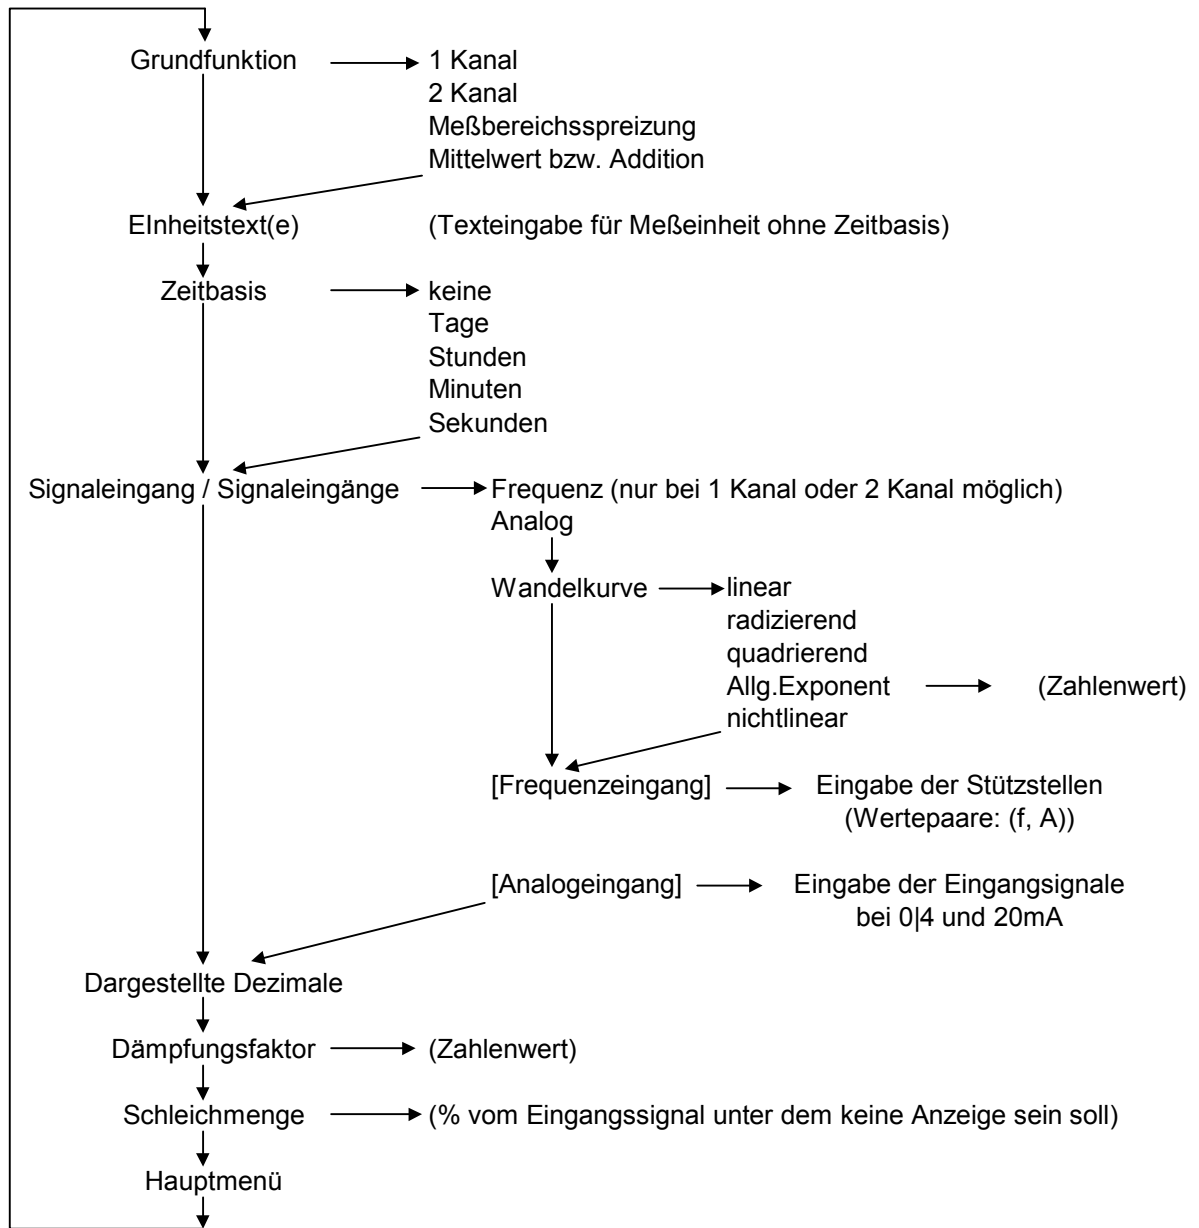 Grundfunktion
1 Kanal
2 Kanal
Meßbereichsspreizung
Mittelwert bzw. Addition
EInheitstext(e)
(Texteingabe für Meßeinheit ohne Zeitbasis)
Zeitbasis
keine
Tage
Stunden
Minuten
Sekunden
Signaleingang / Signaleingänge
Frequenz (nur bei 1 Kanal oder 2 Kanal möglich)
Analog
Wandelkurve
linear
radizierend
quadrierend
Allg.Exponent
(Zahlenwert)
nichtlinear
[Frequenzeingang]
Eingabe der Stützstellen
(Wertepaare: (f, A))
[Analogeingang]
Eingabe der Eingangsignale
bei 0|4 und 20mA
Dargestellte Dezimale
Dämpfungsfaktor
(Zahlenwert)
Schleichmenge
(% vom Eingangssignal unter dem keine Anzeige sein soll)
Hauptmenü